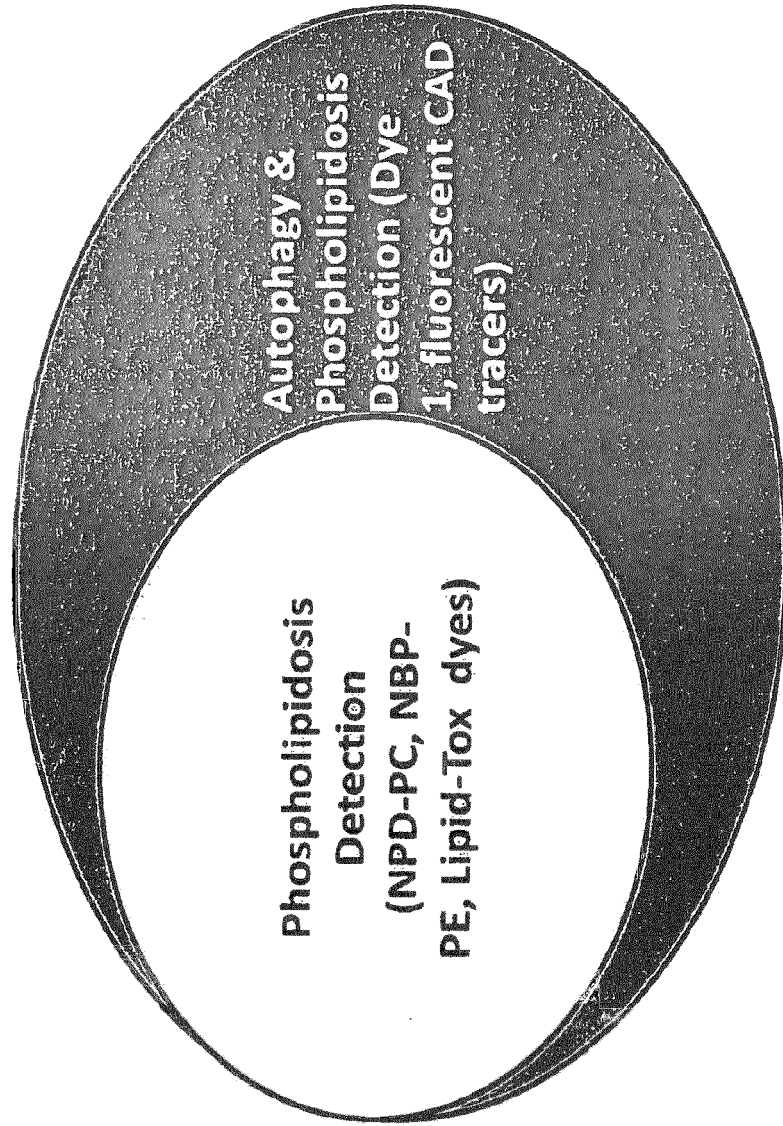 Phospholipidosis
Detection
(NPD-PC, NBP-
PE, Lipid-Tox dyes)
Autophagy &
Phospholipidosis
Detection (Dye
1, fluorescent CAD
tracers)